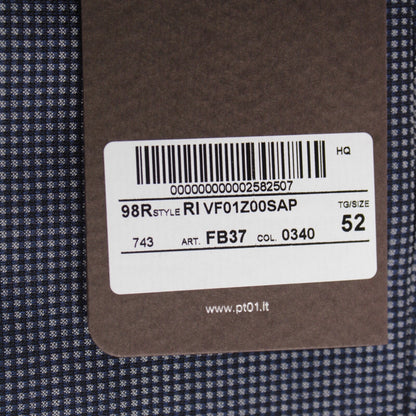 HQ
000000000002582507
98R STYLE RI VF01Z00SAP
TG/SIZE
52
743 ART. FB37 COL. 0340
www.pt01.it